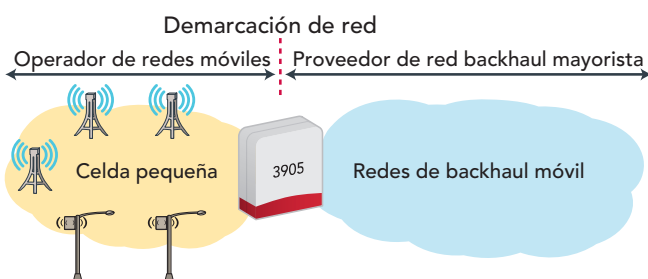 Demarcación de red
Operador de redes móviles
Proveedor de red backhaul mayorista
Celda pequeña
3905
Redes de backhaul móvil